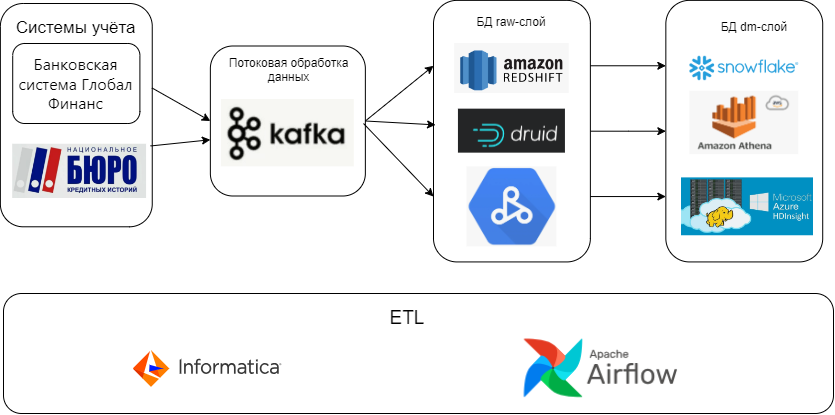 Системы учёта
Банковская
система Глобал
Финанс
НАЦИОНАЛЬНОЕ
БЮРО
КРЕДИТНЫХ ИСТОРИЙ
Потоковая обработка
данных
kafka
БД raw-слой
amazon
REDSHIFT
druid
БД dm-слой
snowflake®
aws
Amazon Athena
Microsoft
Azure
HDInsight
ETL
Informatica
Apache
Airflow